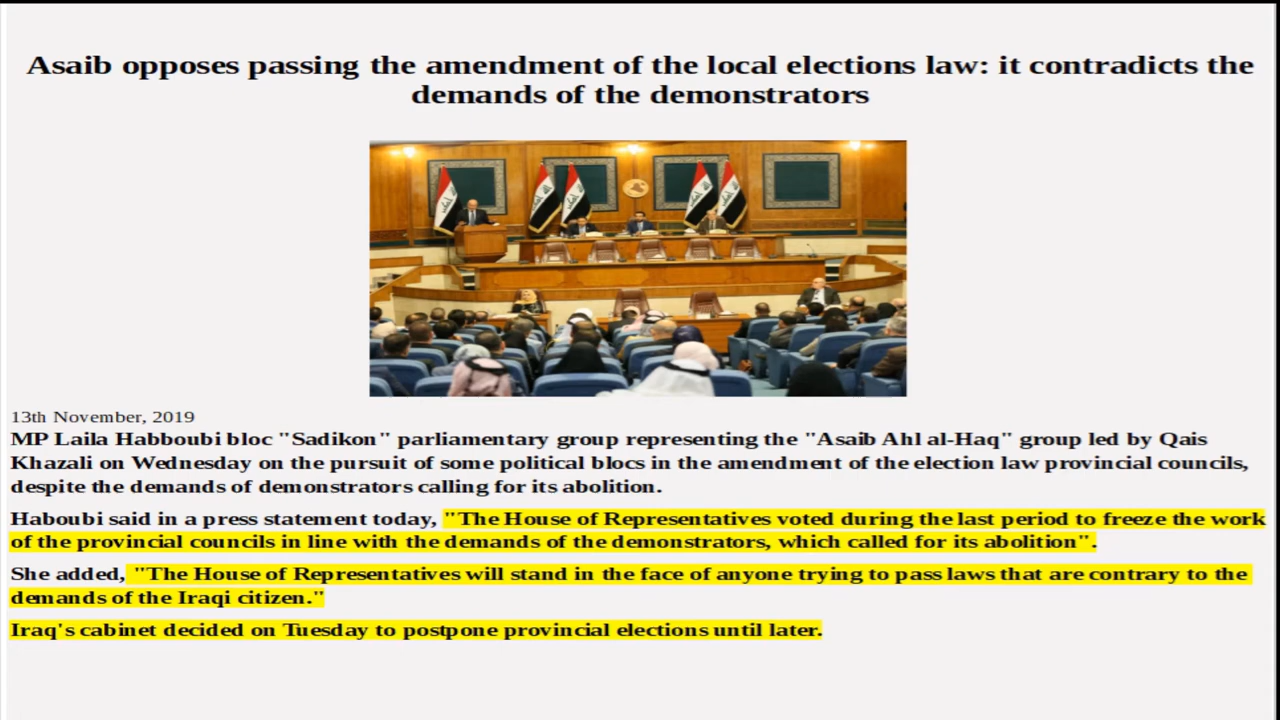 Asaib opposes passing the amendment of the local elections law: it contradicts the
demands of the demonstrators
13th November, 2019
MP Laila Habboubi bloc "Sadikon" parliamentary group representing the "Asaib Ahl al-Haq" group led by Qais
Khazali on Wednesday on the pursuit of some political blocs in the amendment of the election law provincial councils,
despite the demands of demonstrators calling for its abolition.
Haboubi said in a press statement today, "The House of Representatives voted during the last period to freeze the work
of the provincial councils in line with the demands of the demonstrators, which called for its abolition".
She added, "The House of Representatives will stand in the face of anyone trying to pass laws that are contrary to the
demands of the Iraqi citizen."
Iraq's cabinet decided on Tuesday to postpone provincial elections until later.